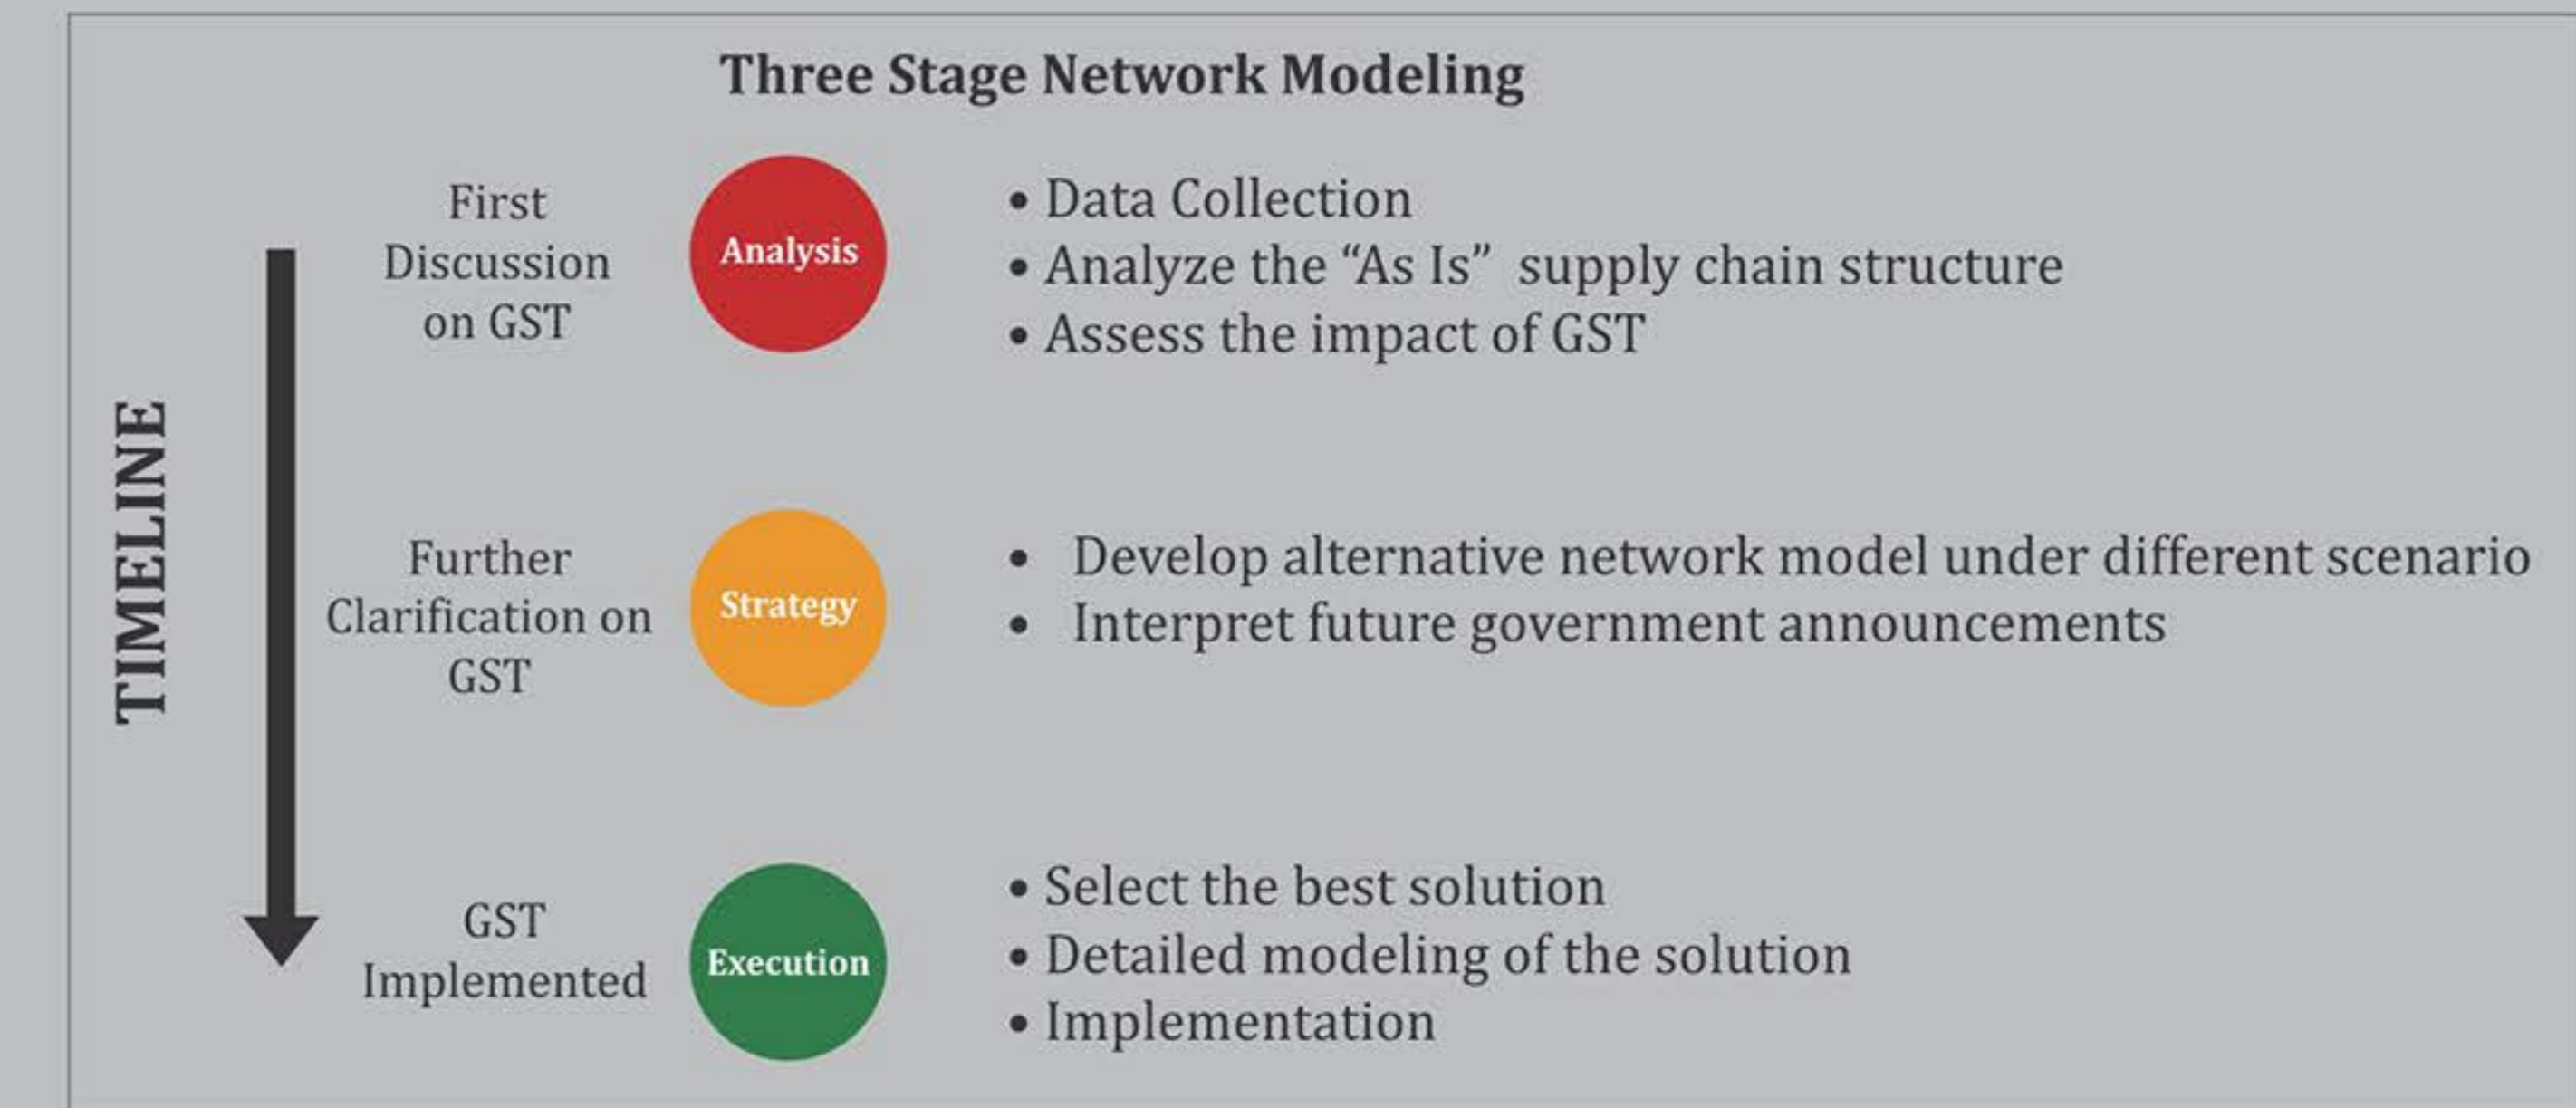 Three Stage Network Modeling
TIMELINE
First
Discussion
on GST
Analysis
• Data Collection
• Analyze the “As Is” supply chain structure
• Assess the impact of GST
Further
Clarification on
GST
Strategy
• Develop alternative network model under different scenario
• Interpret future government announcements
GST
Implemented
Execution
• Select the best solution
• Detailed modeling of the solution
• Implementation